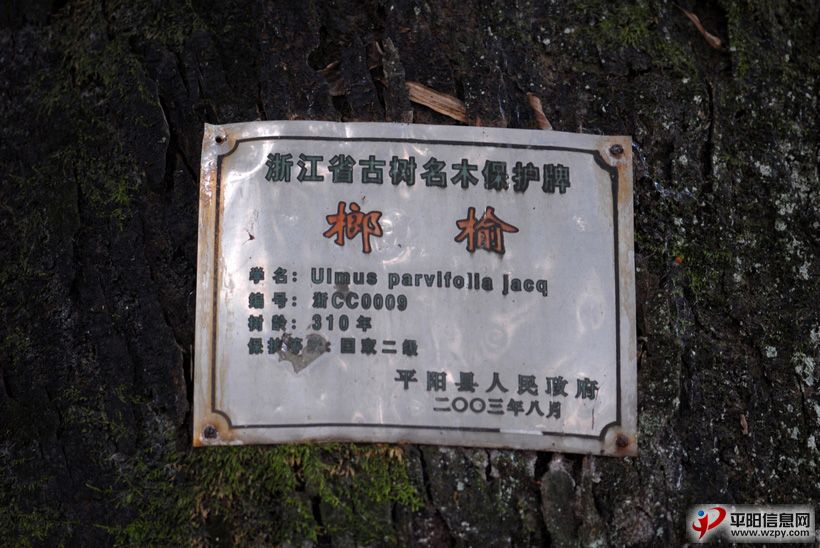 浙江省古树名木保护牌
榔 榆
学名：Ulmus parvifolia jacq
编号：浙CC0009
树龄：310年
保护等级：国家二级
平阳县人民政府
二〇〇三年八月
平阳信息网
www.wzpy.com